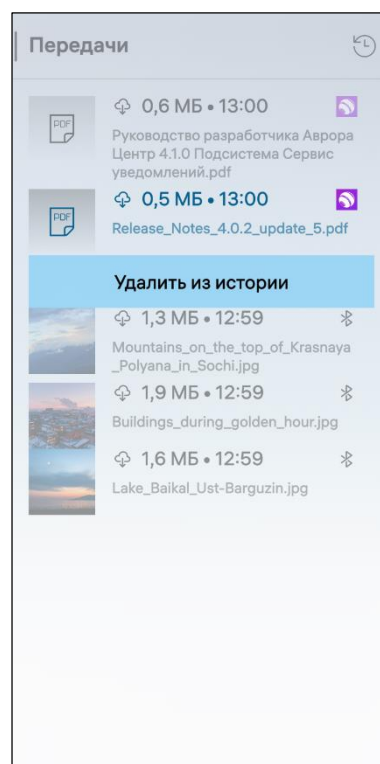 Передачи
PDF
0,6 МБ • 13:00
Руководство разработчика Аврора
Центр 4.1.0 Подсистема Сервис
уведомлений.pdf
PDF
0,5 МБ • 13:00
Release_Notes_4.0.2_update_5.pdf
Удалить из истории
1,3 МБ • 12:59
Mountains_on_the_top_of_Krasnaya
_Polyana_in_Sochi.jpg
1,9 МБ • 12:59
Buildings_during_golden_hour.jpg
1,6 МБ • 12:59
Lake_Baikal_Ust-Barguzin.jpg